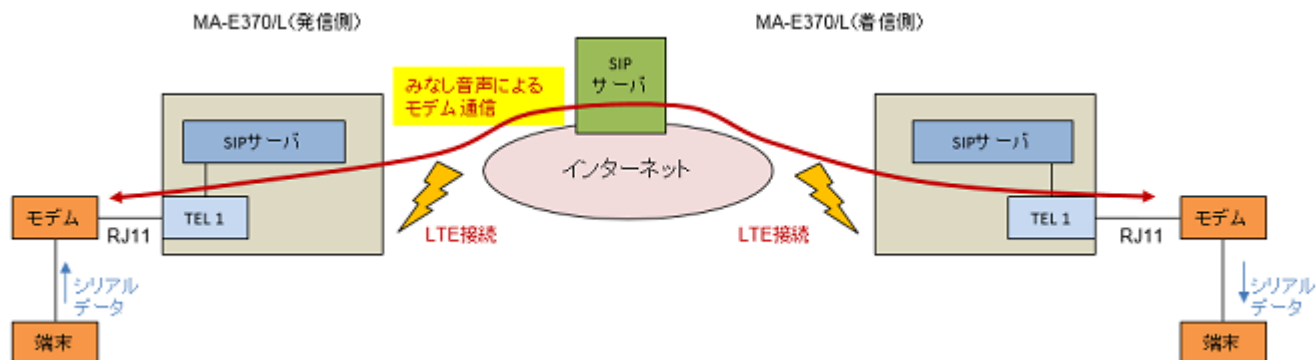 MA-E370/L(発信側)
MA-E370/L(着信側)
SIP
サーバ
みなし音声による
モデム通信
SIPサーバ
SIPサーバ
インターネット
モデム
TEL 1
TEL 1
モデム
RJ11
LTE接続
LTE接続
RJ11
シリアル
データ
シリアル
データ
端末
端末